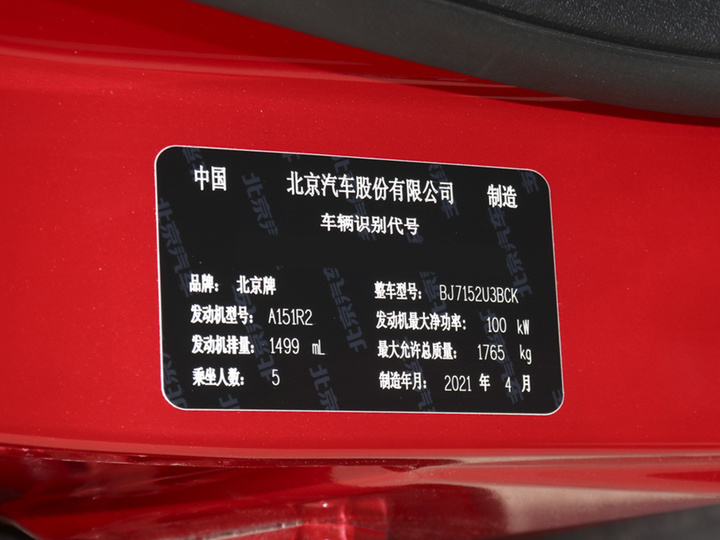 中国 北京汽车股份有限公司 制造
车辆识别代号
品牌: 北京牌 整车型号: BJ7152U3BCK
发动机型号: A151R2 发动机最大净功率: 100 kW
发动机排量: 1499 mL 最大允许总质量: 1765 kg
乘坐人数: 5 制造年月: 2021 年 4 月